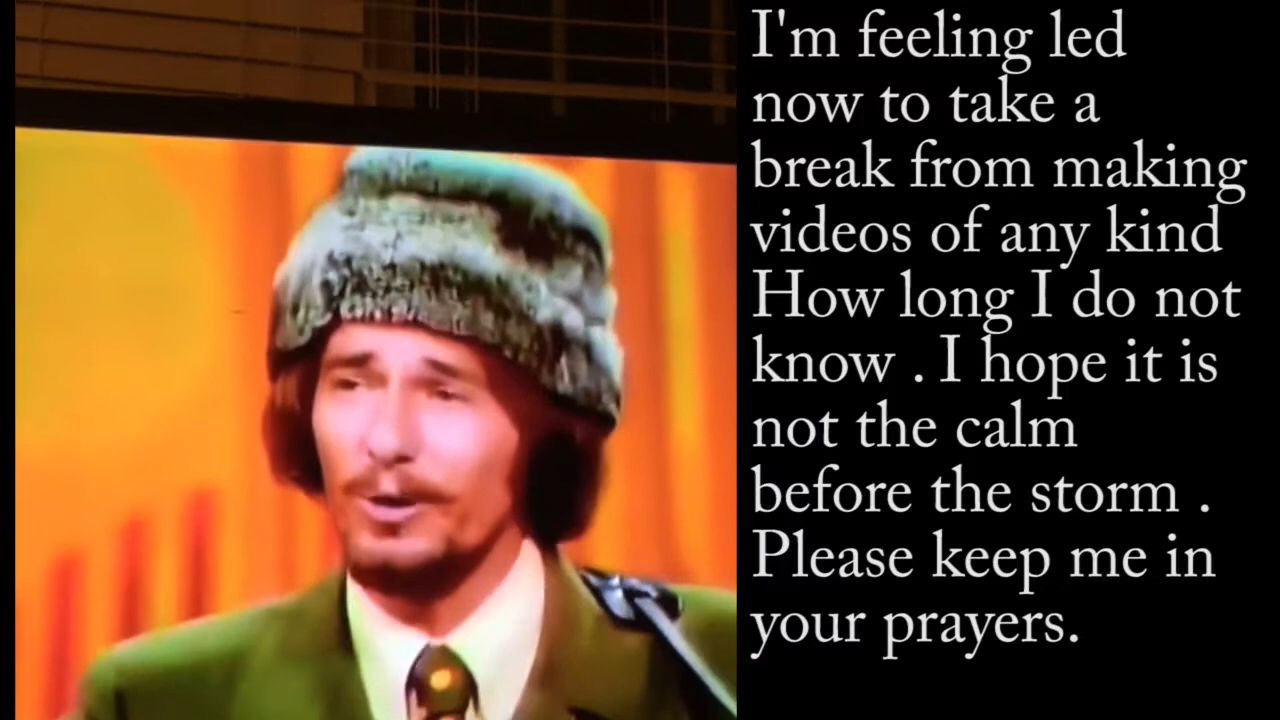 I'm feeling led
now to take a
break from making
videos of any kind
How long I do not
know . I hope it is
not the calm
before the storm .
Please keep me in
your prayers.